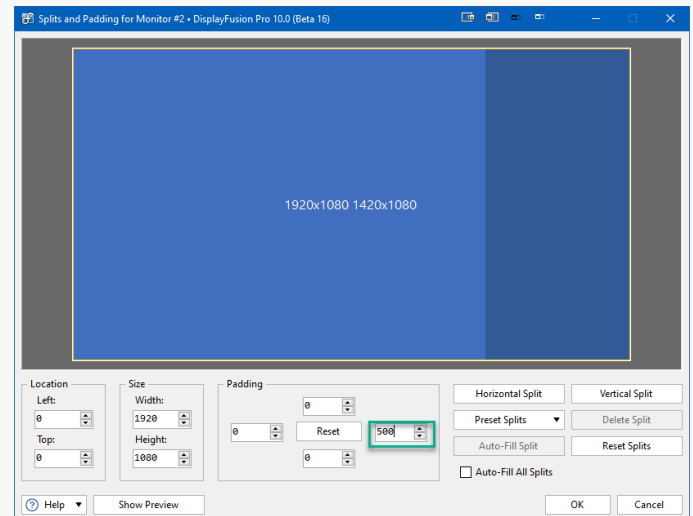 Splits and Padding for Monitor #2 • DisplayFusion Pro 10.0 (Beta 16)
1920x1080 1420x1080
Location
Left:
0
Top:
0
Size
Width:
1920
Height:
1080
Padding
0
0
Reset
500
0
Horizontal Split
Vertical Split
Preset Splits
Delete Split
Auto-Fill Split
Reset Splits
Auto-Fill All Splits
? Help
Show Preview
OK
Cancel